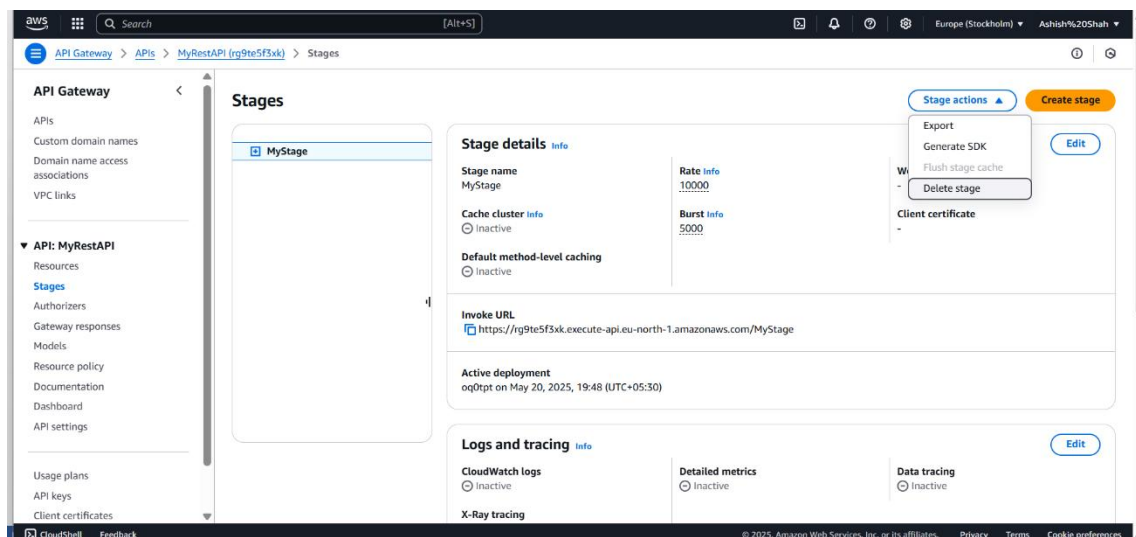 aws
Search
[Alt+S]
Europe (Stockholm) ▼
Ashish%20Shah ▼
API Gateway > APIs > MyRestAPI (rg9te5f3xk) > Stages
API Gateway
APIs
Custom domain names
Domain name access
associations
VPC links
▼ API: MyRestAPI
Resources
Stages
Authorizers
Gateway responses
Models
Resource policy
Documentation
Dashboard
API settings
Usage plans
API keys
Client certificates
Stages
Stage actions ▲
Create stage
Export
Generate SDK
Flush stage cache
Delete stage
MyStage
Stage details Info
Edit
Stage name
MyStage
Rate Info
10000
-
Cache cluster Info
Inactive
Burst Info
5000
Client certificate
-
Default method-level caching
Inactive
Invoke URL
https://rg9te5f3xk.execute-api.eu-north-1.amazonaws.com/MyStage
Active deployment
oq0tpt on May 20, 2025, 19:48 (UTC+05:30)
Logs and tracing Info
Edit
CloudWatch logs
Inactive
Detailed metrics
Inactive
Data tracing
Inactive
X-Ray tracing
CloudShell Feedback
© 2025, Amazon Web Services, Inc. or its affiliates. Privacy Terms Cookie preferences